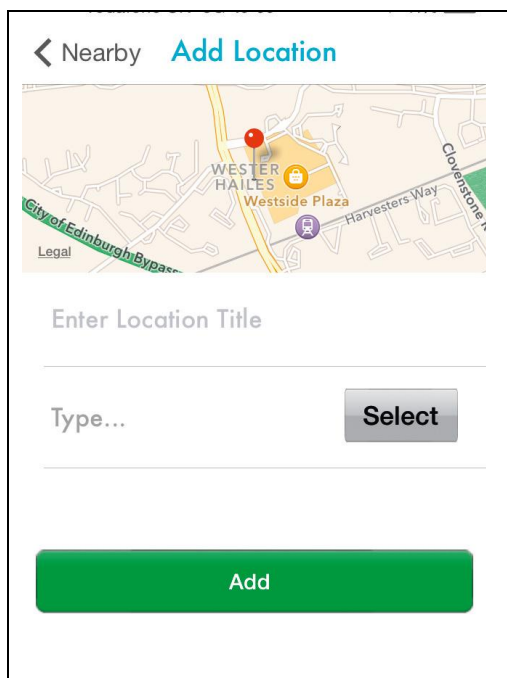 Nearby
Add Location
WESTER
HAILES
Westside Plaza
Harvesters Way
Clovenstone
City of Edinburgh Bypass
Legal
Enter Location Title
Type...
Select
Add